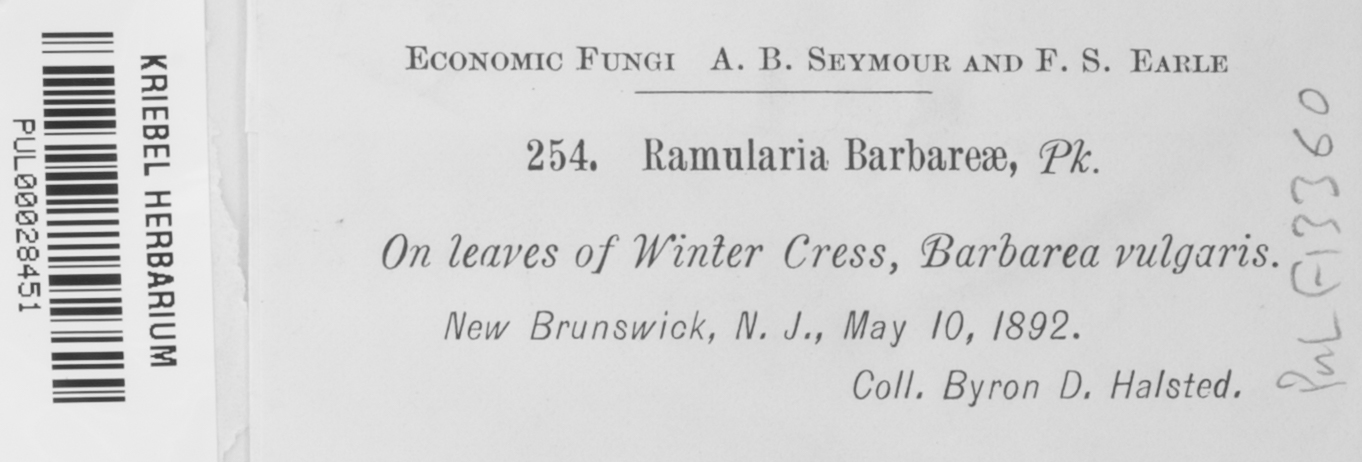 ECONOMIC FUNGI A. B. SEYMOUR AND F. S. EARLE
254. Ramularia Barbareæ, Pk.
On leaves of Winter Cress, Barbarea vulgaris.
New Brunswick, N. J., May 10, 1892.
Coll. Byron D. Halsted.
KRIEBEL HERBARIUM
PUL00028451
PUL F13360